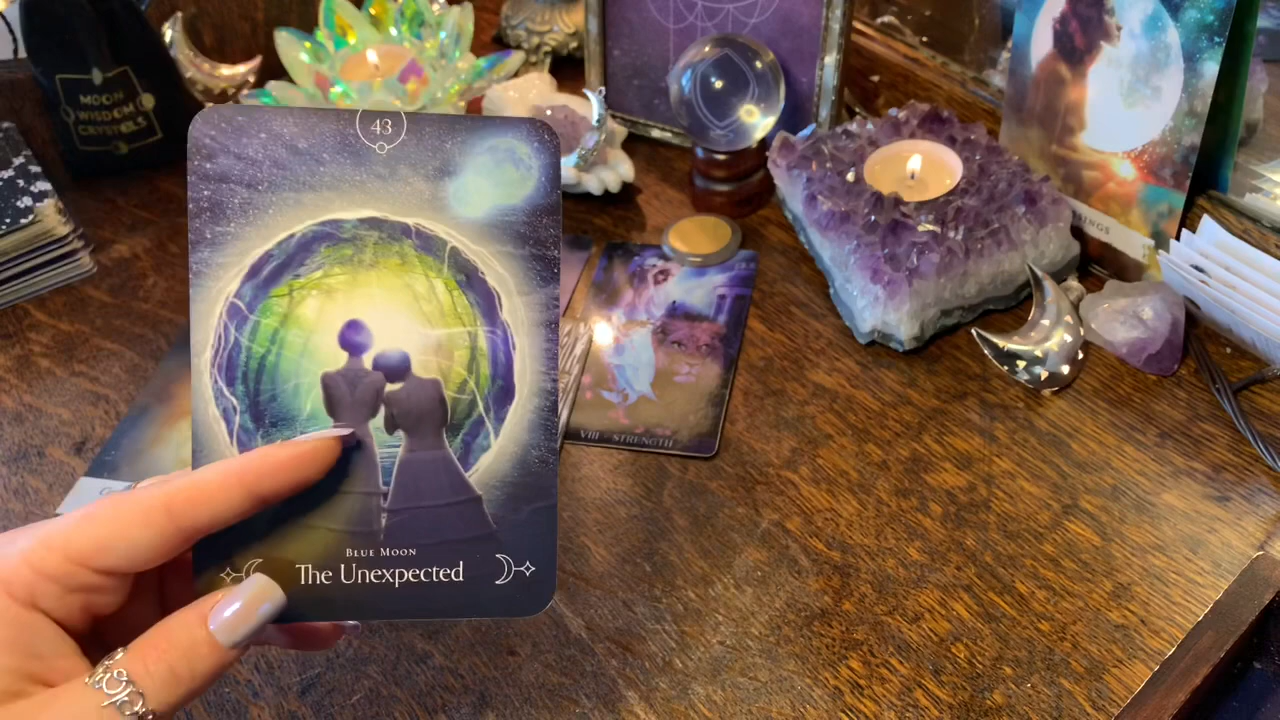 MOON
WISDOM
CRYSTALS
43
BLUE MOON
The Unexpected
VIII · STRENGTH